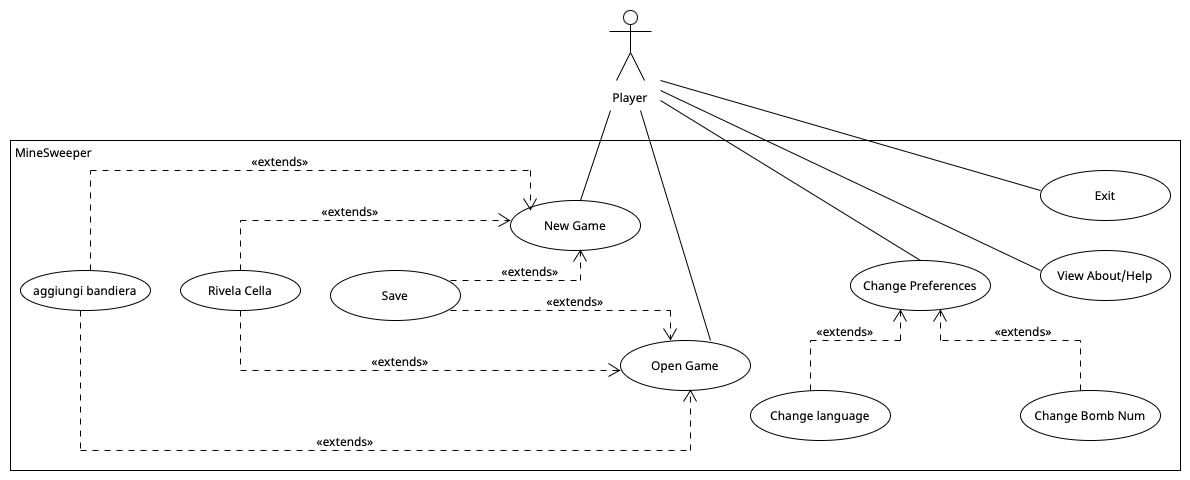 Player
MineSweeper
«extends»
Exit
«extends»
New Game
«extends»
View About/Help
aggiungi bandiera
Rivela Cella
Save
Change Preferences
«extends»
«extends»
«extends»
«extends»
Open Game
Change language
Change Bomb Num
«extends»